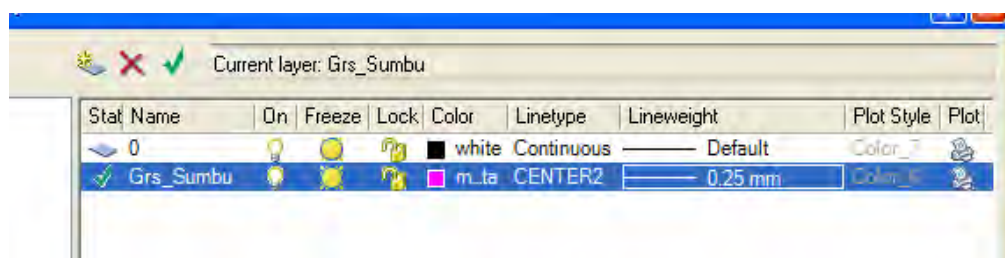 Current layer: Grs_Sumbu
Stat Name On Freeze Lock Color Linetype Lineweight Plot Style Plot
0 white Continuous Default Color_7
Grs_Sumbu m...ta CENTER2 0.25 mm Color_6